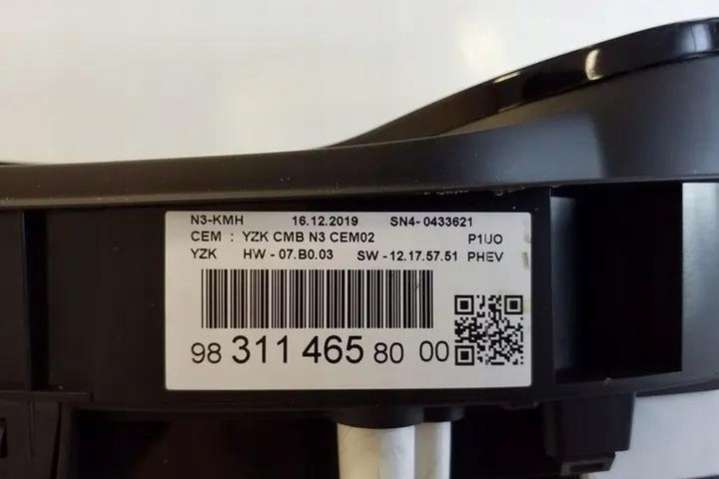 N3-KMH 16.12.2019 SN4- 0433621
CEM : YZK CMB N3 CEM02 P1UO
YZK HW - 07.B0.03 SW - 12.17.57.51 PHEV
98 311 465 80 00